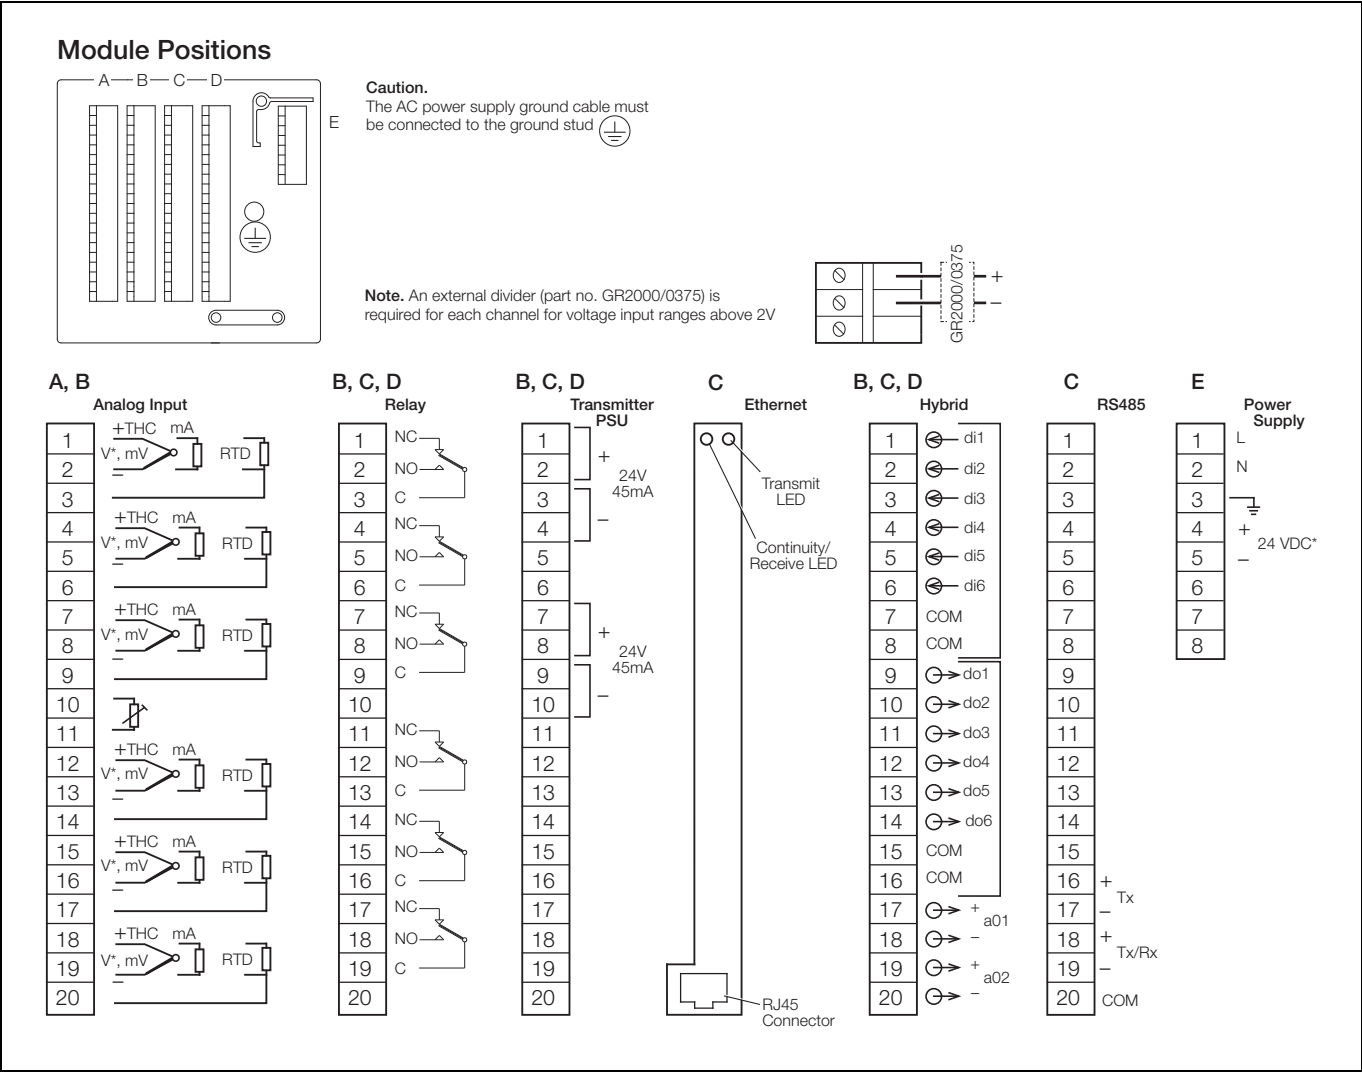 Module Positions
A B C D
E
Caution.
The AC power supply ground cable must
be connected to the ground stud
Note. An external divider (part no. GR2000/0375) is
required for each channel for voltage input ranges above 2V
GR2000/0375
+
–
A, B
Analog Input
1
2
3
4
5
6
7
8
9
10
11
12
13
14
15
16
17
18
19
20
+THC mA
V*, mV RTD
–
+THC mA
V*, mV RTD
–
+THC mA
V*, mV RTD
–
+THC mA
V*, mV RTD
–
+THC mA
V*, mV RTD
–
+THC mA
V*, mV RTD
–
B, C, D
Relay
1 NC
2 NO
3 C
4 NC
5 NO
6 C
7 NC
8 NO
9 C
10
11 NC
12 NO
13 C
14 NC
15 NO
16 C
17 NC
18 NO
19 C
20
B, C, D
Transmitter
PSU
1
2
3
4
5
6
7
8
9
10
11
12
13
14
15
16
17
18
19
20
+
24V
45mA
–
+
24V
45mA
–
C
Ethernet
Transmit
LED
Continuity/
Receive LED
RJ45
Connector
B, C, D
Hybrid
1 di1
2 di2
3 di3
4 di4
5 di5
6 di6
7 COM
8 COM
9 do1
10 do2
11 do3
12 do4
13 do5
14 do6
15 COM
16 COM
17 +
a01
18 –
19 +
a02
20 –
C
RS485
1
2
3
4
5
6
7
8
9
10
11
12
13
14
15
16 +
Tx
17 –
18 +
Tx/Rx
19 –
20 COM
E
Power
Supply
1 L
2 N
3
4 +
24 VDC*
5 –
6
7
8